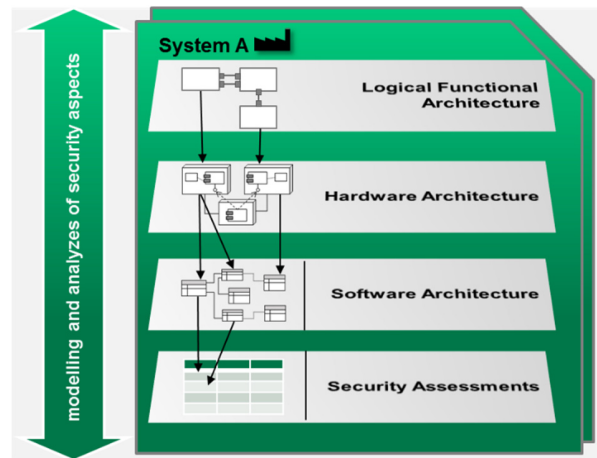 modelling and analyzes of security aspects
System A
Logical Functional
Architecture
Hardware Architecture
Software Architecture
Security Assessments